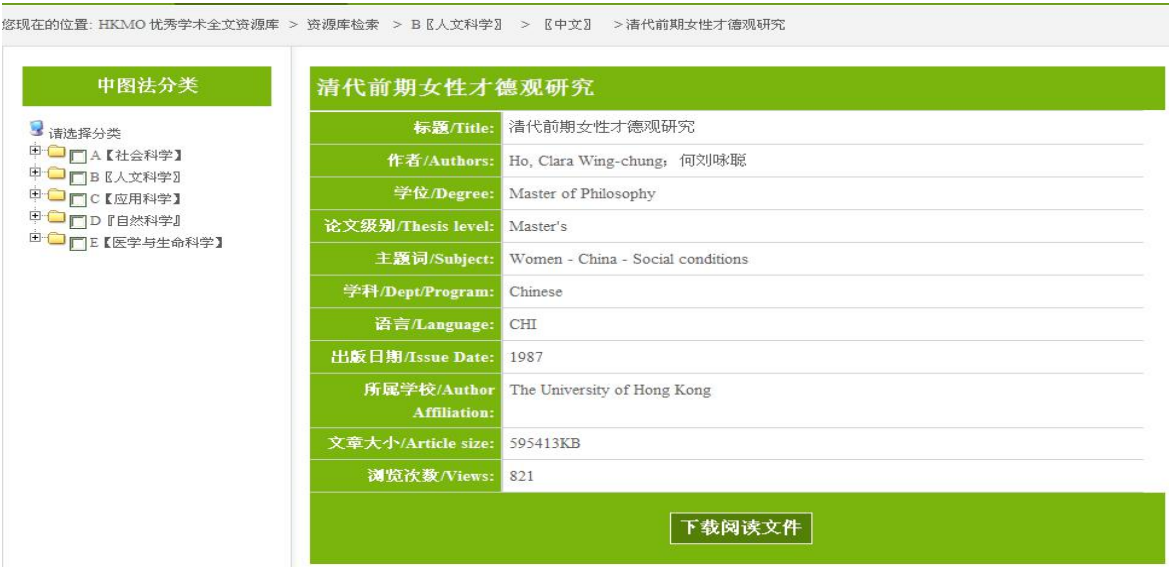 您现在的位置: HKMO 优秀学术全文资源库 > 资源库检索 > B〖人文科学〗 > 〖中文〗 >清代前期女性才德观研究
中图法分类
请选择分类
A【社会科学】
B〖人文科学〗
C【应用科学】
D『自然科学』
E【医学与生命科学】
清代前期女性才德观研究
标题/Title: 清代前期女性才德观研究
作者/Authors: Ho, Clara Wing-chung; 何刘咏聪
学位/Degree: Master of Philosophy
论文级别/Thesis level: Master's
主题词/Subject: Women - China - Social conditions
学科/Dept/Program: Chinese
语言/Language: CHI
出版日期/Issue Date: 1987
所属学校/Author Affiliation: The University of Hong Kong
文章大小/Article size: 595413KB
浏览次数/Views: 821
下载阅读文件